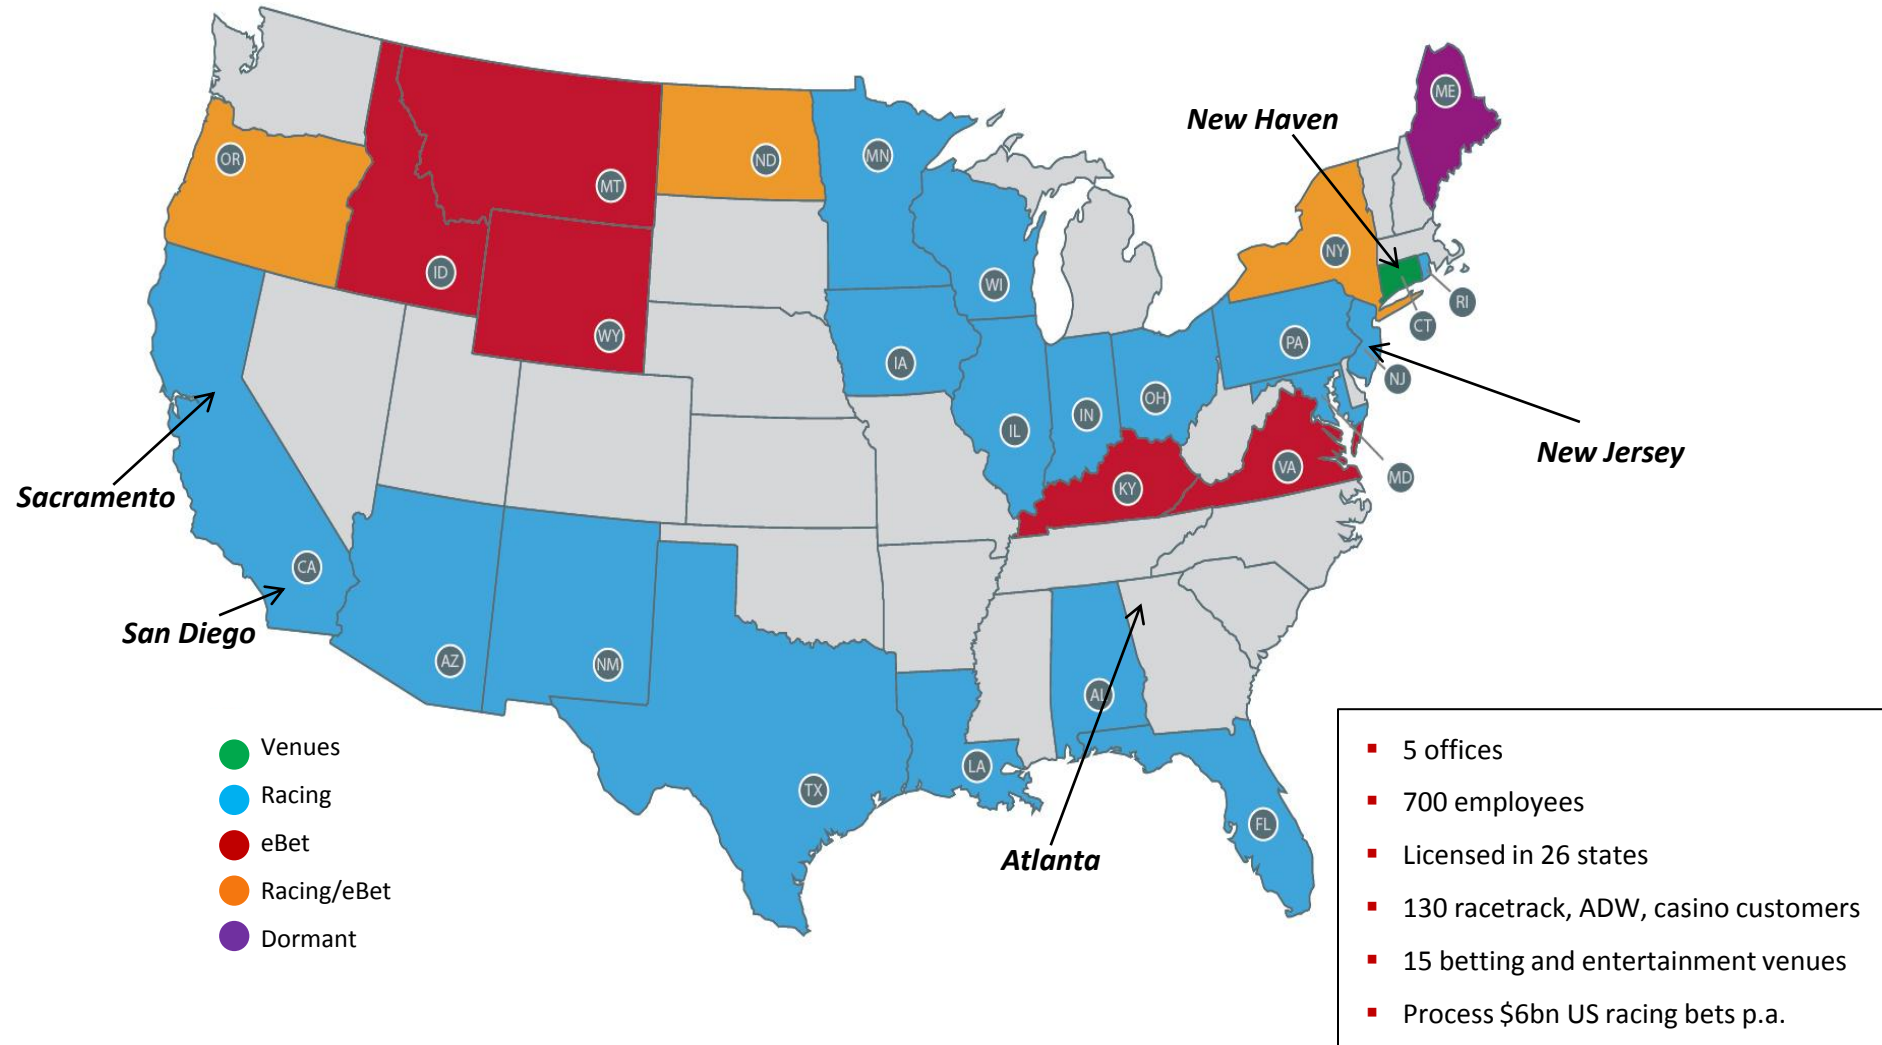 ME
New Haven
OR
ND
MN
MT
NY
ID
WI
RI
CT
WY
PA
IA
NJ
OH
IN
IL
New Jersey
VA
MD
KY
Sacramento
CA
San Diego
AZ
NM
AL
LA
TX
FL
Atlanta
Venues
Racing
eBet
Racing/eBet
Dormant
▪ 5 offices
▪ 700 employees
▪ Licensed in 26 states
▪ 130 racetrack, ADW, casino customers
▪ 15 betting and entertainment venues
▪ Process $6bn US racing bets p.a.